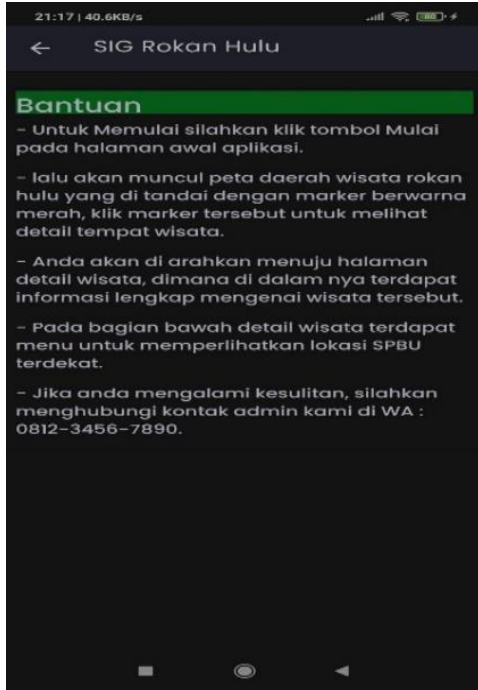 21:17 | 40.6KB/s
80
SIG Rokan Hulu
Bantuan
- Untuk Memulai silahkan klik tombol Mulai
pada halaman awal aplikasi.
- lalu akan muncul peta daerah wisata rokan
hulu yang di tandai dengan marker berwarna
merah, klik marker tersebut untuk melihat
detail tempat wisata.
- Anda akan di arahkan menuju halaman
detail wisata, dimana di dalam nya terdapat
informasi lengkap mengenai wisata tersebut.
- Pada bagian bawah detail wisata terdapat
menu untuk memperlihatkan lokasi SPBU
terdekat.
- Jika anda mengalami kesulitan, silahkan
menghubungi kontak admin kami di WA :
0812-3456-7890.